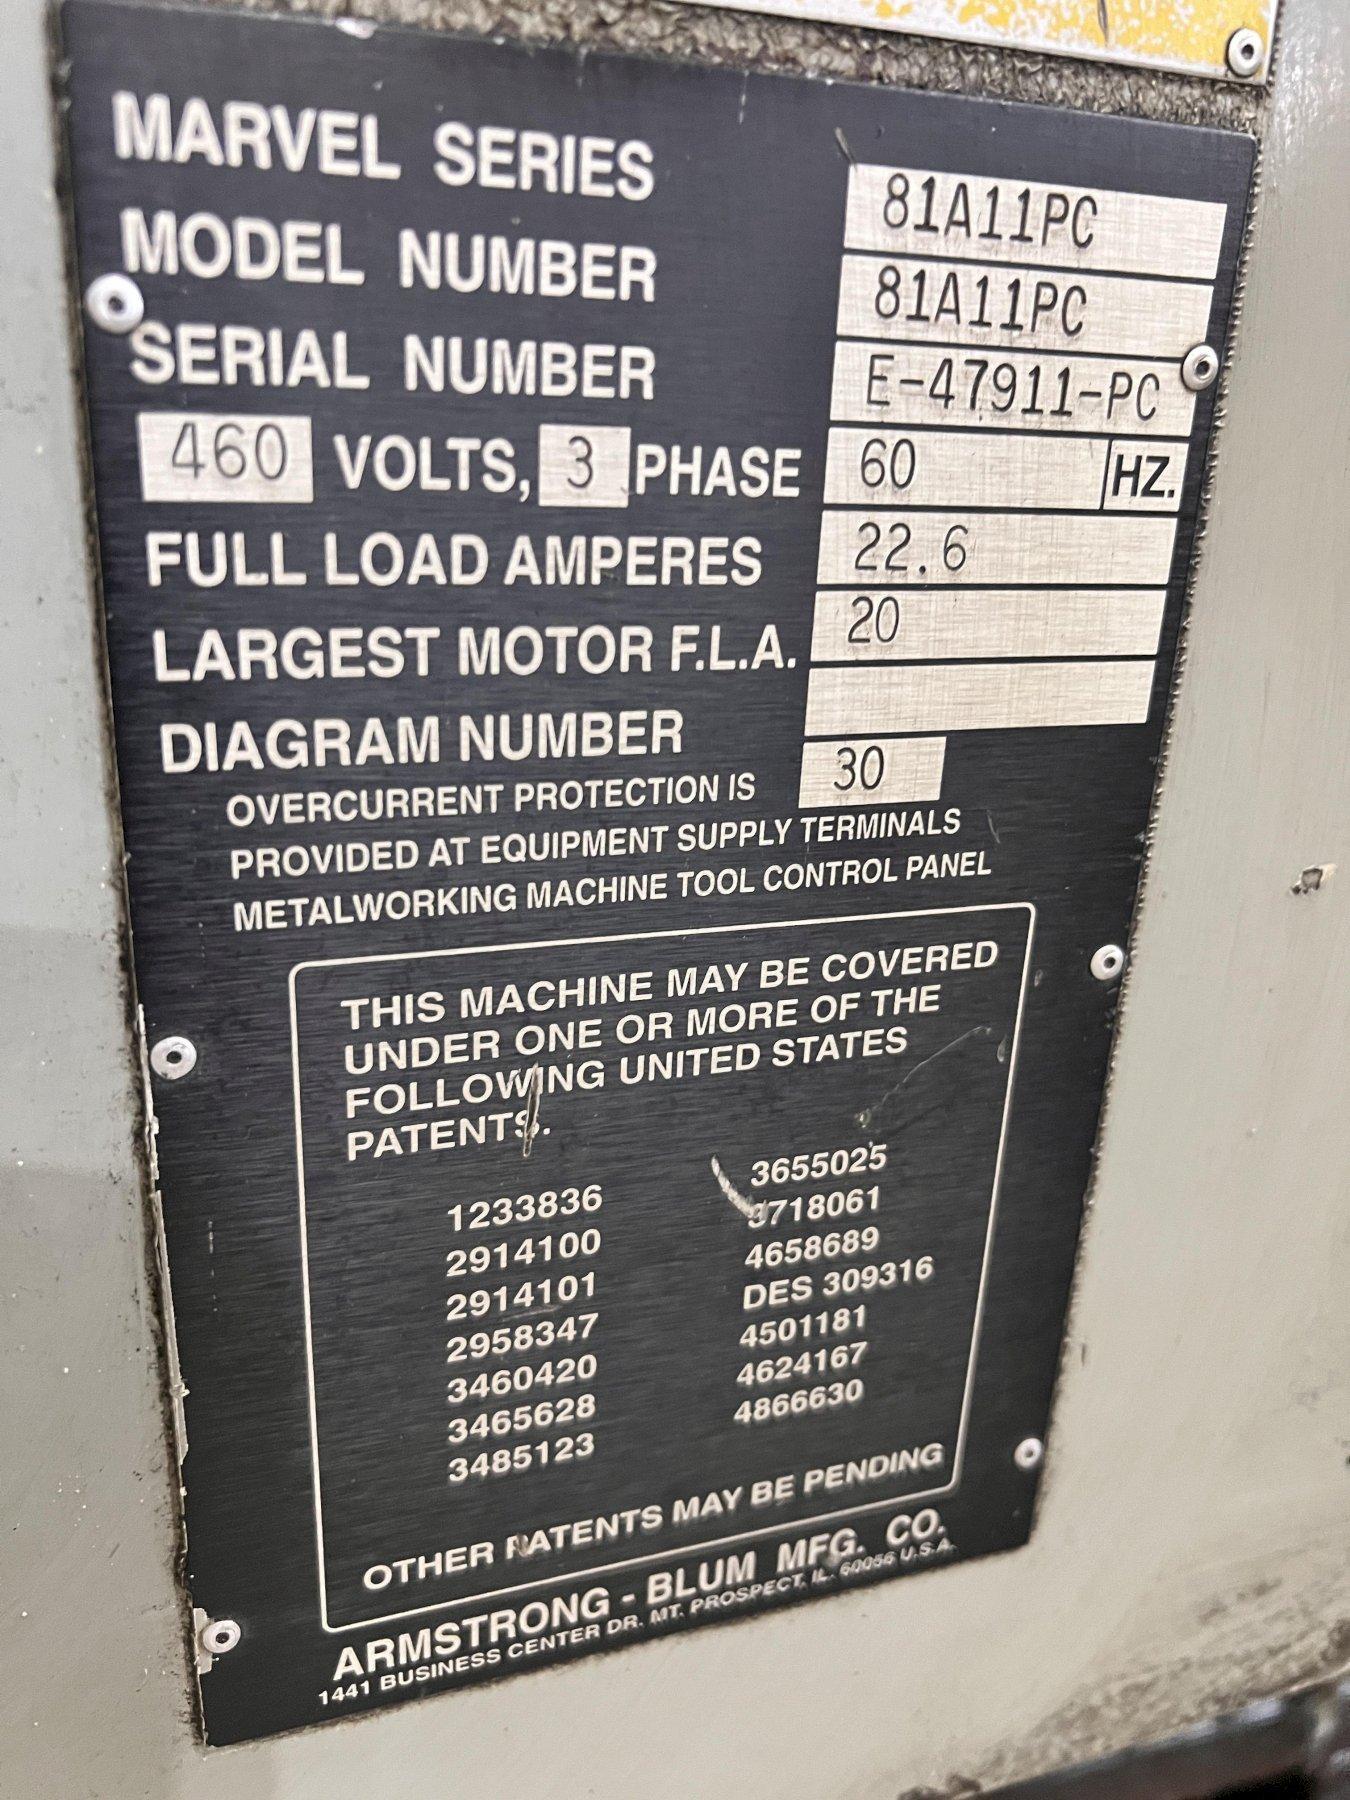 MARVEL SERIES 81A11PC
MODEL NUMBER 81A11PC
SERIAL NUMBER E-47911-PC
460 VOLTS, 3 PHASE 60 HZ.
FULL LOAD AMPERES 22.6
LARGEST MOTOR F.L.A. 20
DIAGRAM NUMBER
OVERCURRENT PROTECTION IS 30
PROVIDED AT EQUIPMENT SUPPLY TERMINALS
METALWORKING MACHINE TOOL CONTROL PANEL
THIS MACHINE MAY BE COVERED
UNDER ONE OR MORE OF THE
FOLLOWING UNITED STATES
PATENTS.
1233836 3655025
2914100 3718061
2914101 4658689
2958347 DES 309316
3460420 4501181
3465628 4624167
3485123 4866630
OTHER PATENTS MAY BE PENDING
ARMSTRONG - BLUM MFG. CO.
1441 BUSINESS CENTER DR. MT. PROSPECT, IL. 60056 U.S.A.